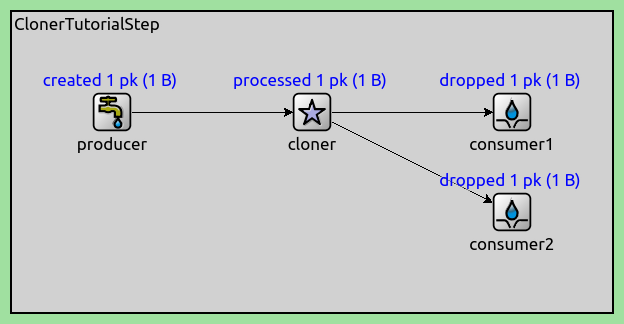 ClonerTutorialStep
created 1 pk (1 B)
processed 1 pk (1 B)
dropped 1 pk (1 B)
producer
cloner
consumer1
dropped 1 pk (1 B)
consumer2